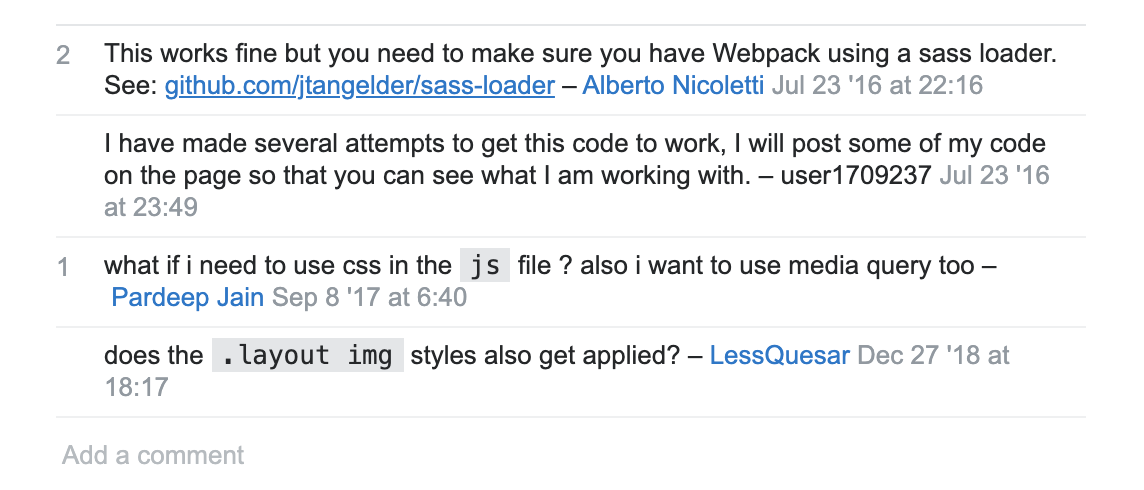 2 This works fine but you need to make sure you have Webpack using a sass loader.
See: github.com/jtangelder/sass-loader – Alberto Nicoletti Jul 23 '16 at 22:16
I have made several attempts to get this code to work, I will post some of my code
on the page so that you can see what I am working with. – user1709237 Jul 23 '16
at 23:49
1 what if i need to use css in the js file ? also i want to use media query too –
Pardeep Jain Sep 8 '17 at 6:40
does the .layout img styles also get applied? – LessQuesar Dec 27 '18 at
18:17
Add a comment